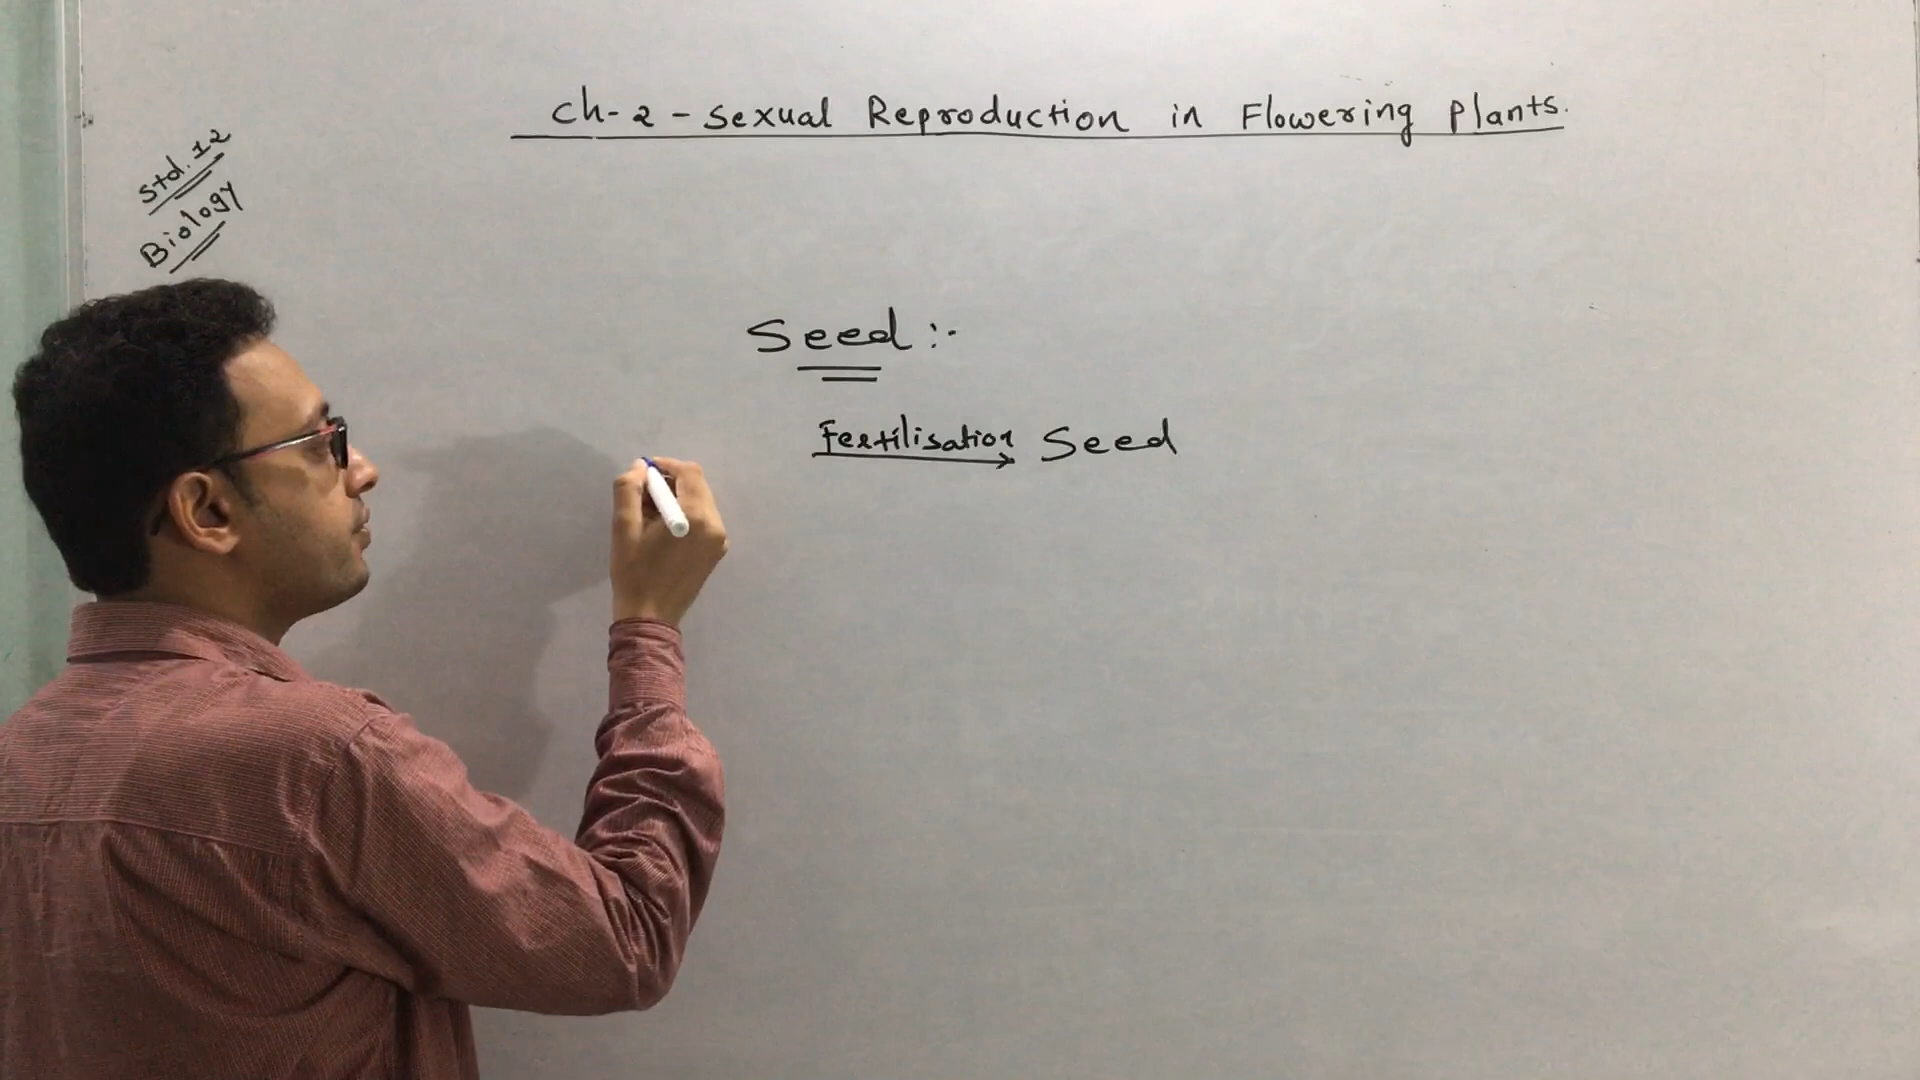 Ch-2 - Sexual Reproduction in Flowering Plants.
Std. 12
Biology
Seed :-
Fertilisation Seed